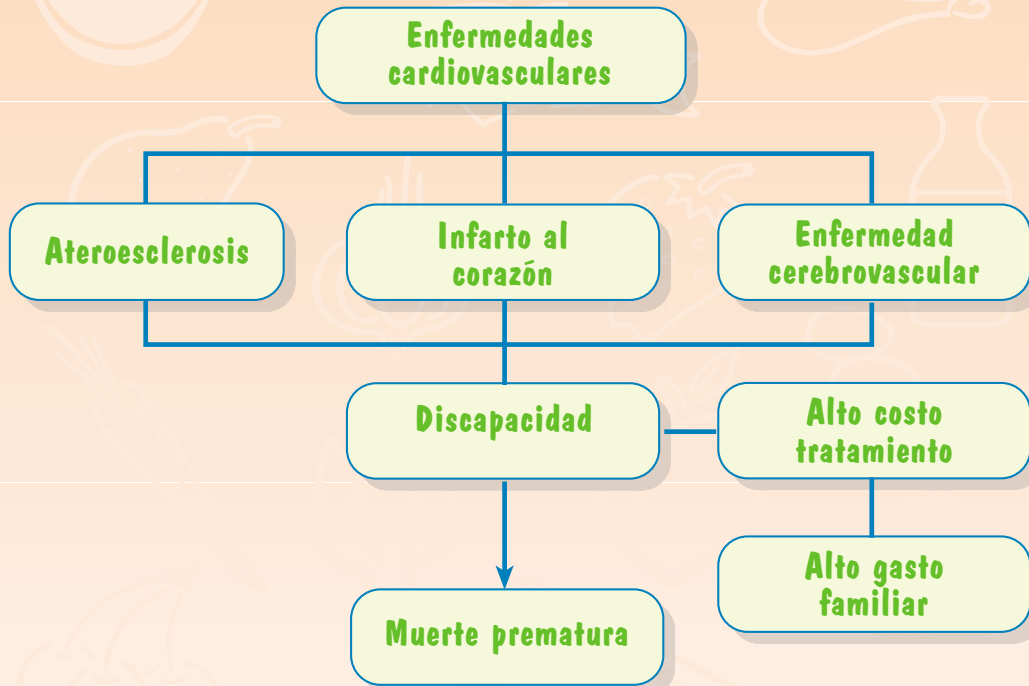 Enfermedades
cardiovasculares
Ateroesclerosis
Infarto al
corazón
Enfermedad
cerebrovascular
Discapacidad
Alto costo
tratamiento
Alto gasto
familiar
Muerte prematura